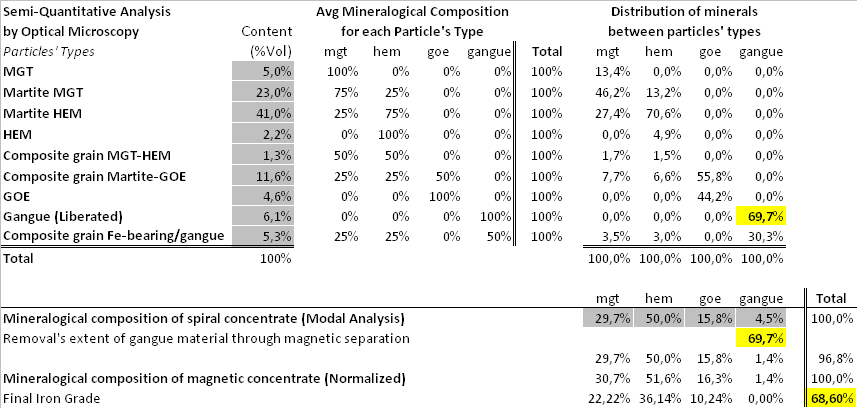 Semi-Quantitative Analysis Avg Mineralogical Composition Distribution of minerals
by Optical Microscopy Content for each Particle's Type between particles' types
Particles' Types (%Vol) mgt hem goe gangue Total mgt hem goe gangue
MGT 5,0% 100% 0% 0% 0% 100% 13,4% 0,0% 0,0% 0,0%
Martite MGT 23,0% 75% 25% 0% 0% 100% 46,2% 13,2% 0,0% 0,0%
Martite HEM 41,0% 25% 75% 0% 0% 100% 27,4% 70,6% 0,0% 0,0%
HEM 2,2% 0% 100% 0% 0% 100% 0,0% 4,9% 0,0% 0,0%
Composite grain MGT-HEM 1,3% 50% 50% 0% 0% 100% 1,7% 1,5% 0,0% 0,0%
Composite grain Martite-GOE 11,6% 25% 25% 50% 0% 100% 7,7% 6,6% 55,8% 0,0%
GOE 4,6% 0% 0% 100% 0% 100% 0,0% 0,0% 44,2% 0,0%
Gangue (Liberated) 6,1% 0% 0% 0% 100% 100% 0,0% 0,0% 0,0% 69,7%
Composite grain Fe-bearing/gangue 5,3% 25% 25% 0% 50% 100% 3,5% 3,0% 0,0% 30,3%
Total 100% 100,0% 100,0% 100,0% 100,0%
mgt hem goe gangue Total
Mineralogical composition of spiral concentrate (Modal Analysis) 29,7% 50,0% 15,8% 4,5% 100,0%
Removal's extent of gangue material through magnetic separation 69,7%
29,7% 50,0% 15,8% 1,4% 96,8%
Mineralogical composition of magnetic concentrate (Normalized) 30,7% 51,6% 16,3% 1,4% 100,0%
Final Iron Grade 22,22% 36,14% 10,24% 0,00% 68,60%